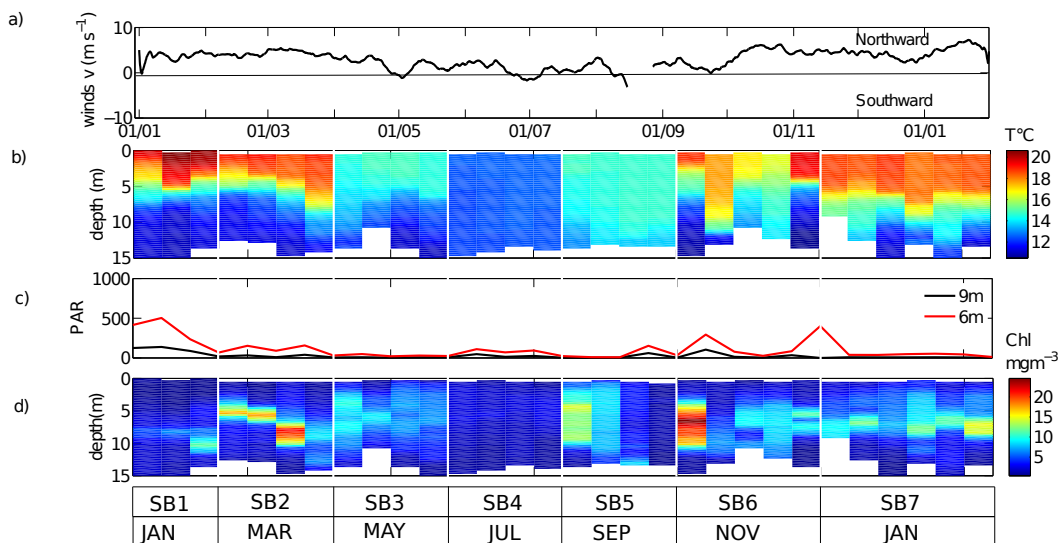 a)
winds v (m s⁻¹)
10
0
−10
Northward
Southward
01/01 01/03 01/05 01/07 01/09 01/11 01/01
b)
depth (m)
0
5
10
15
T°C
20
18
16
14
12
c)
PAR
1000
500
0
9m
6m
d)
depth(m)
0
5
10
15
Chl
mgm⁻³
20
15
10
5
SB1 SB2 SB3 SB4 SB5 SB6 SB7
JAN MAR MAY JUL SEP NOV JAN